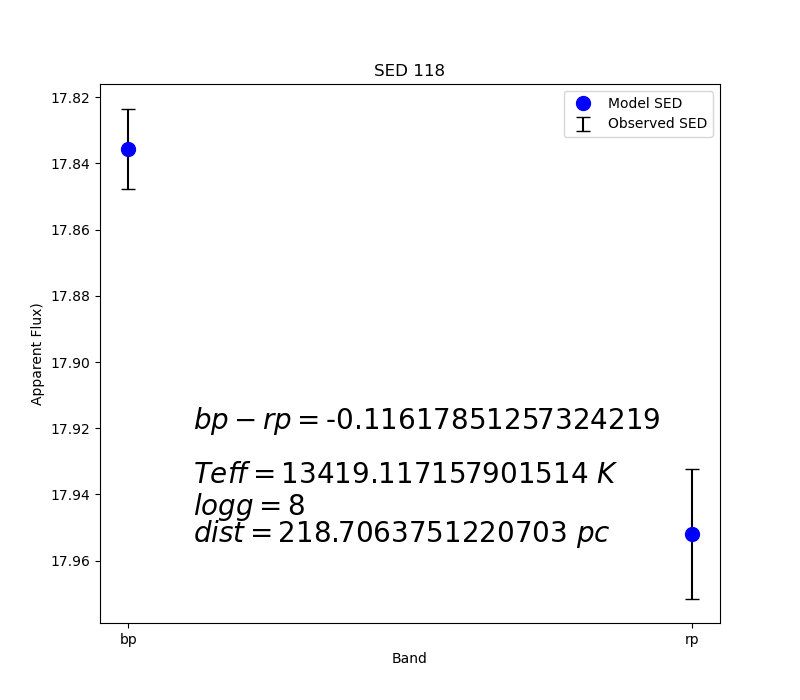 SED 118
Model SED
Observed SED
17.82
17.84
17.86
17.88
17.90
17.92
17.94
17.96
Apparent Flux)
bp − rp = -0.11617851257324219
Teff = 13419.117157901514 K
logg = 8
dist = 218.7063751220703 pc
bp
rp
Band